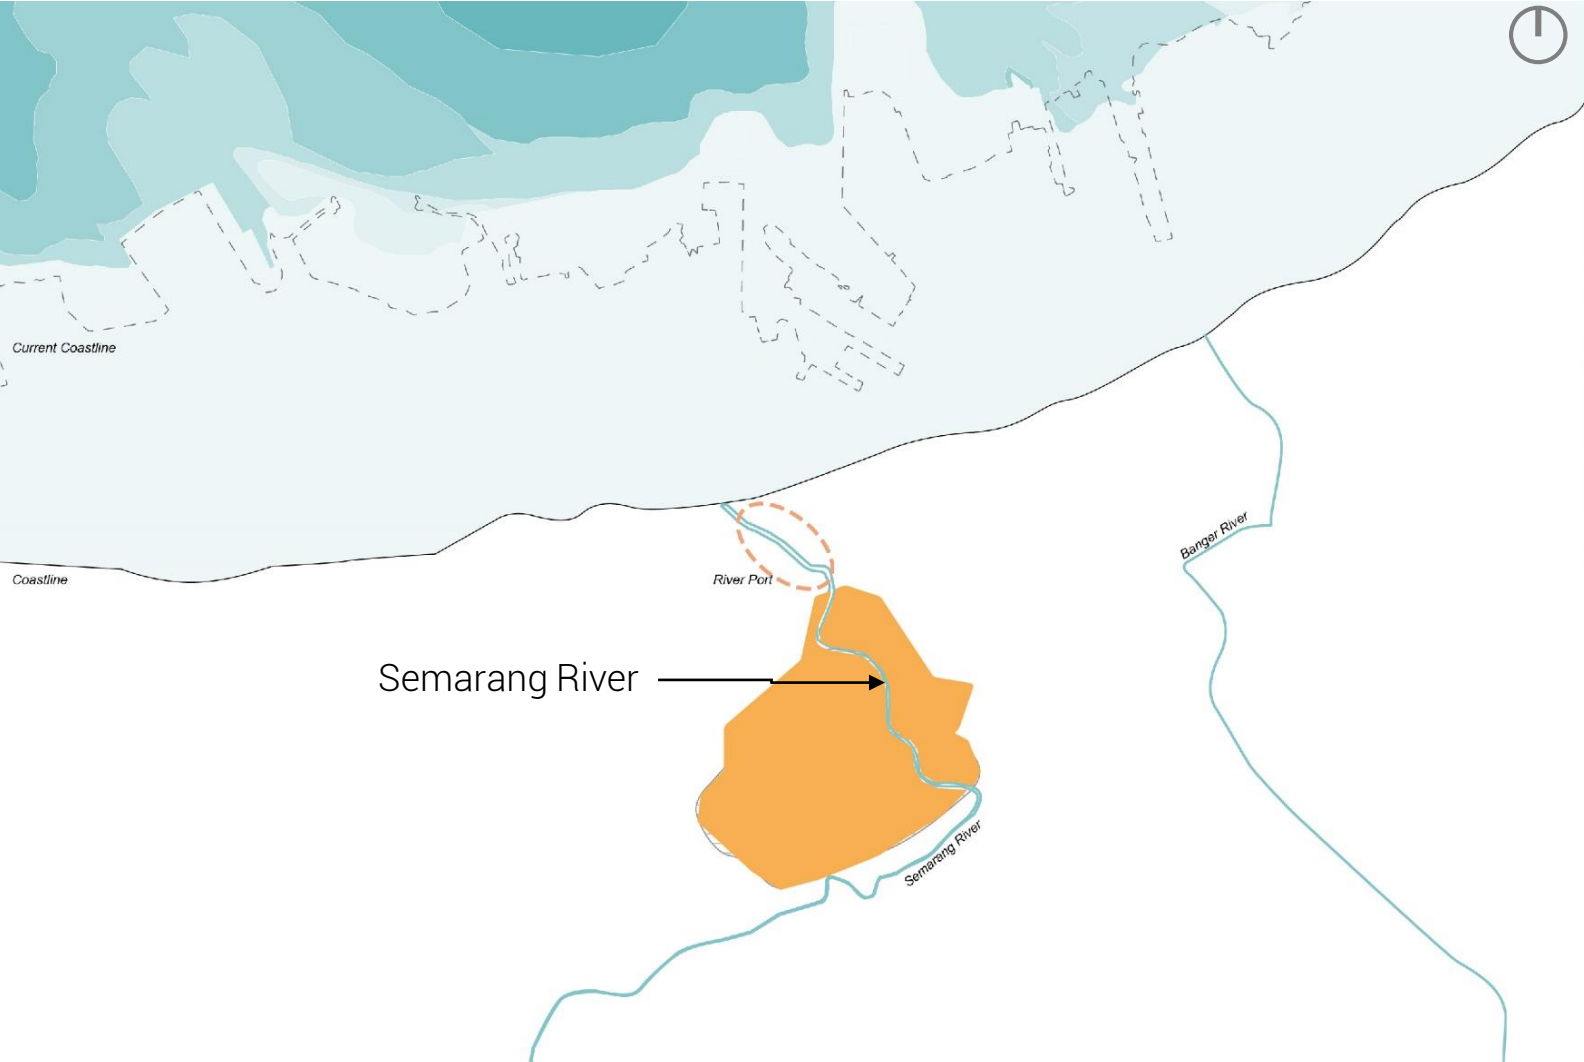 Current Coastline
Banger River
Coastline
River Port
Semarang River
Semarang River